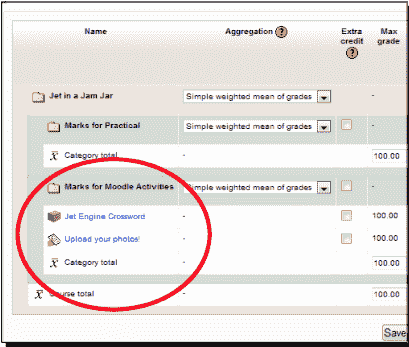 Name Aggregation ? Extra credit ? Max grade
Jet in a Jam Jar Simple weighted mean of grades -
Marks for Practical Simple weighted mean of grades -
x̄ Category total - 100.00
Marks for Moodle Activities Simple weighted mean of grades -
Jet Engine Crossword - 100.00
Upload your photos! - 100.00
x̄ Category total - 100.00
x̄ Course total - 100.00
Save